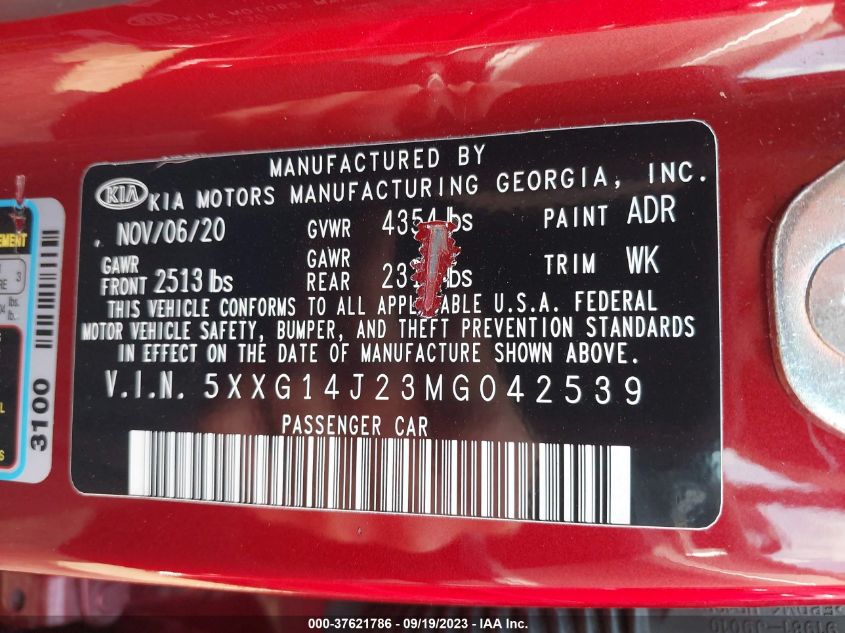 MANUFACTURED BY
KIA KIA MOTORS MANUFACTURING GEORGIA, INC.
NOV/06/20 GVWR 4354 lbs PAINT ADR
GAWR FRONT 2513 lbs GAWR REAR lbs TRIM WK
THIS VEHICLE CONFORMS TO ALL APPLICABLE U.S.A. FEDERAL
MOTOR VEHICLE SAFETY, BUMPER, AND THEFT PREVENTION STANDARDS
IN EFFECT ON THE DATE OF MANUFACTURE SHOWN ABOVE.
V.I.N. 5XXG14J23MG042539
PASSENGER CAR
3100
000-37621786 - 09/19/2023 - IAA Inc.